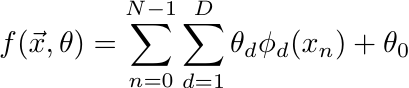 f(\vec{x}, \theta) = \sum_{n=0}^{N-1} \sum_{d=1}^{D} \theta_d \phi_d(x_n) + \theta_0